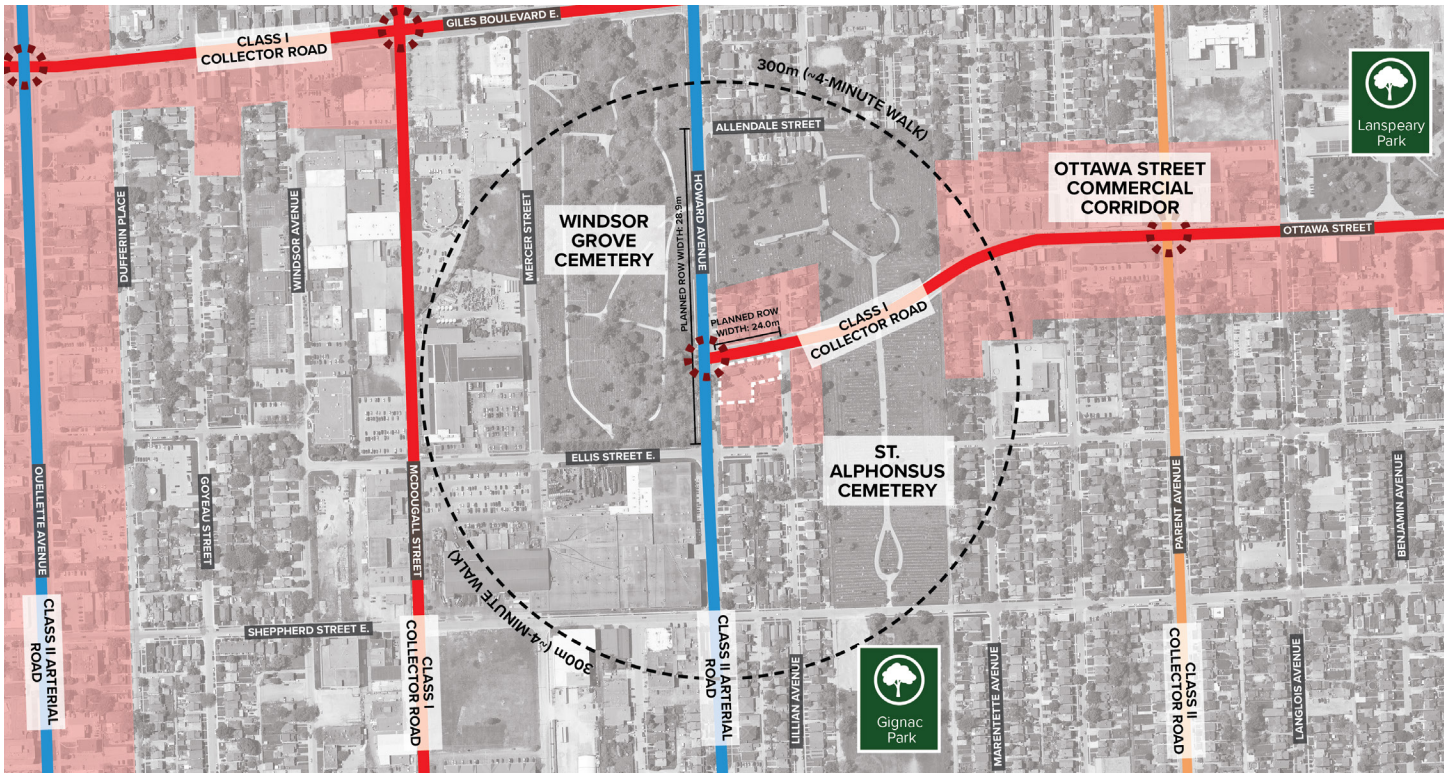 GILES BOULEVARD E.
CLASS I
COLLECTOR ROAD
300m (~4-MINUTE WALK)
Lanspeary
Park
ALLENDALE STREET
OTTAWA STREET
COMMERCIAL
CORRIDOR
DUFFERIN PLACE
WINDSOR AVENUE
MERCER STREET
WINDSOR
GROVE
CEMETERY
PLANNED ROW WIDTH: 28.9m
HOWARD AVENUE
OTTAWA STREET
PLANNED ROW
WIDTH: 24.0m
CLASS I
COLLECTOR ROAD
ELLIS STREET E.
ST.
ALPHONSUS
CEMETERY
OUELLETTE AVENUE
GOYEAU STREET
MCDOUGALL STREET
PARENT AVENUE
BENJAMIN AVENUE
300m (~4-MINUTE WALK)
SHEPPHERD STREET E.
CLASS II ARTERIAL
ROAD
CLASS I
COLLECTOR ROAD
CLASS II ARTERIAL
ROAD
LILLIAN AVENUE
Gignac
Park
MARENTETTE AVENUE
CLASS II
COLLECTOR ROAD
LANGLOIS AVENUE